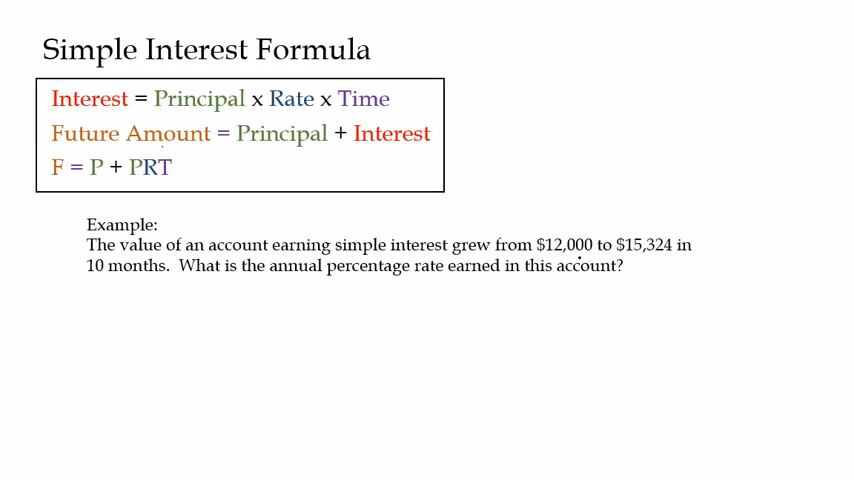 Simple Interest Formula
Interest = Principal x Rate x Time
Future Amount = Principal + Interest
F = P + PRT
Example:
The value of an account earning simple interest grew from $12,000 to $15,324 in
10 months.  What is the annual percentage rate earned in this account?